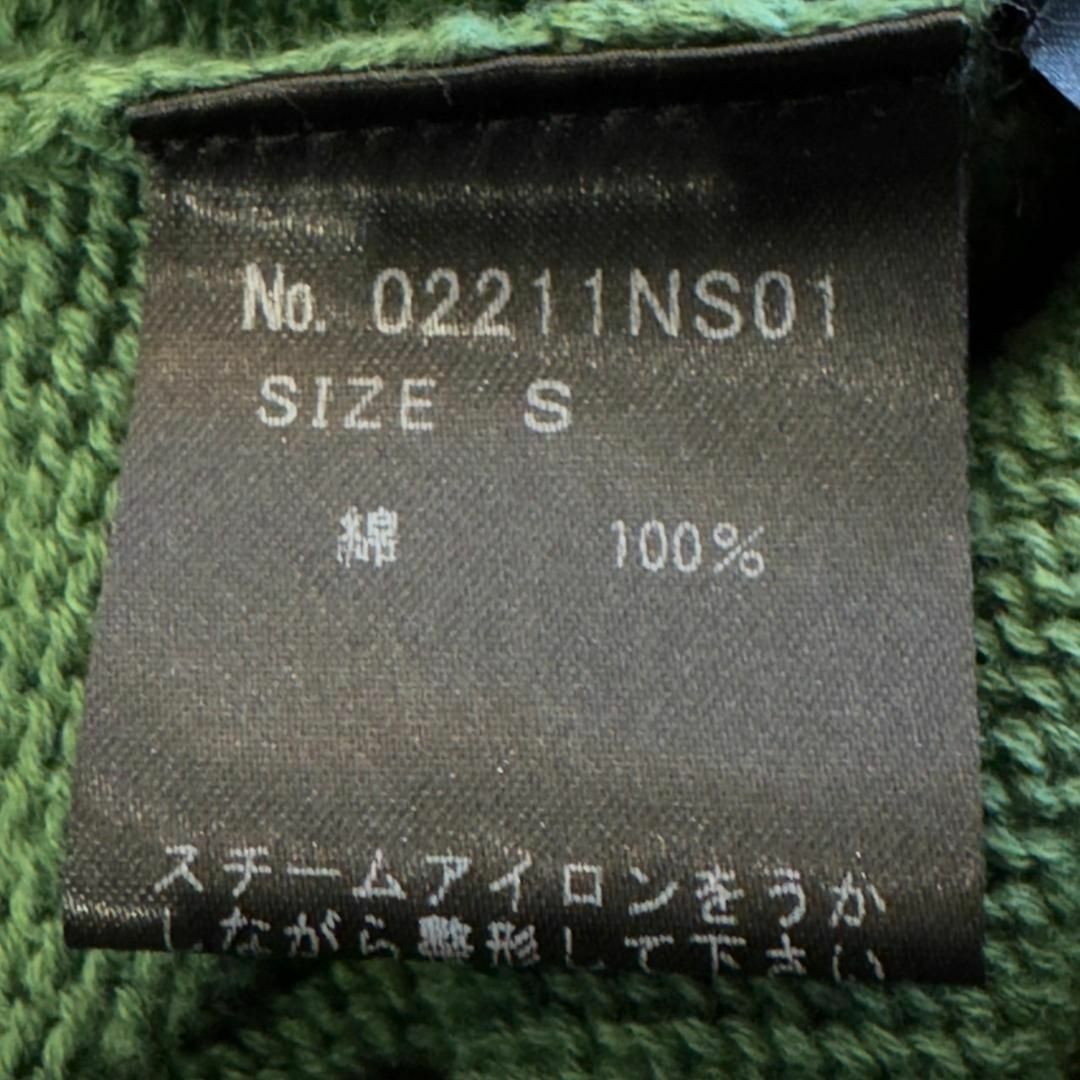 No. 02211NS01
SIZE S
綿 100%
スチームアイロンをうか
しながら整形して下さい